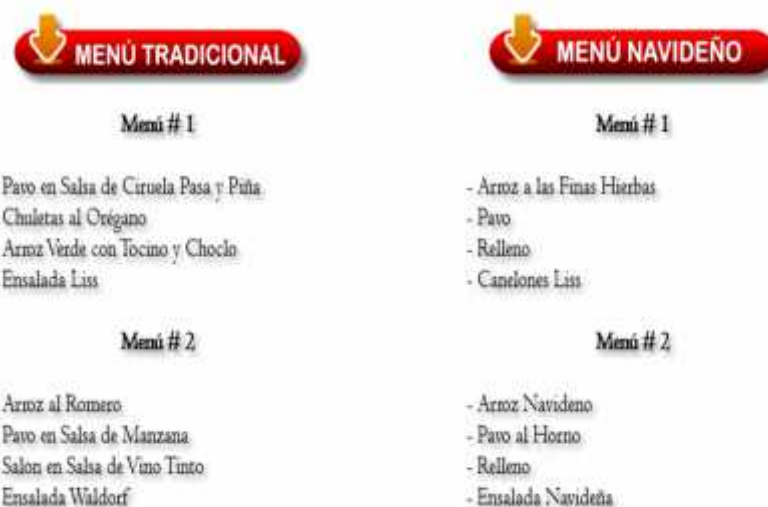 MENÚ TRADICIONAL
Menú # 1
Pavo en Salsa de Ciruela Pasa y Piña
Chuletas al Orégano
Arroz Verde con Tocino y Choclo
Ensalada Liss
Menú # 2
Arroz al Romero
Pavo en Salsa de Manzana
Salon en Salsa de Vino Tinto
Ensalada Waldorf
MENÚ NAVIDEÑO
Menú # 1
- Arroz a las Finas Hierbas
- Pavo
- Relleno
- Canelones Liss
Menú # 2
- Arroz Navideno
- Pavo al Horno
- Relleno
- Ensalada Navideña